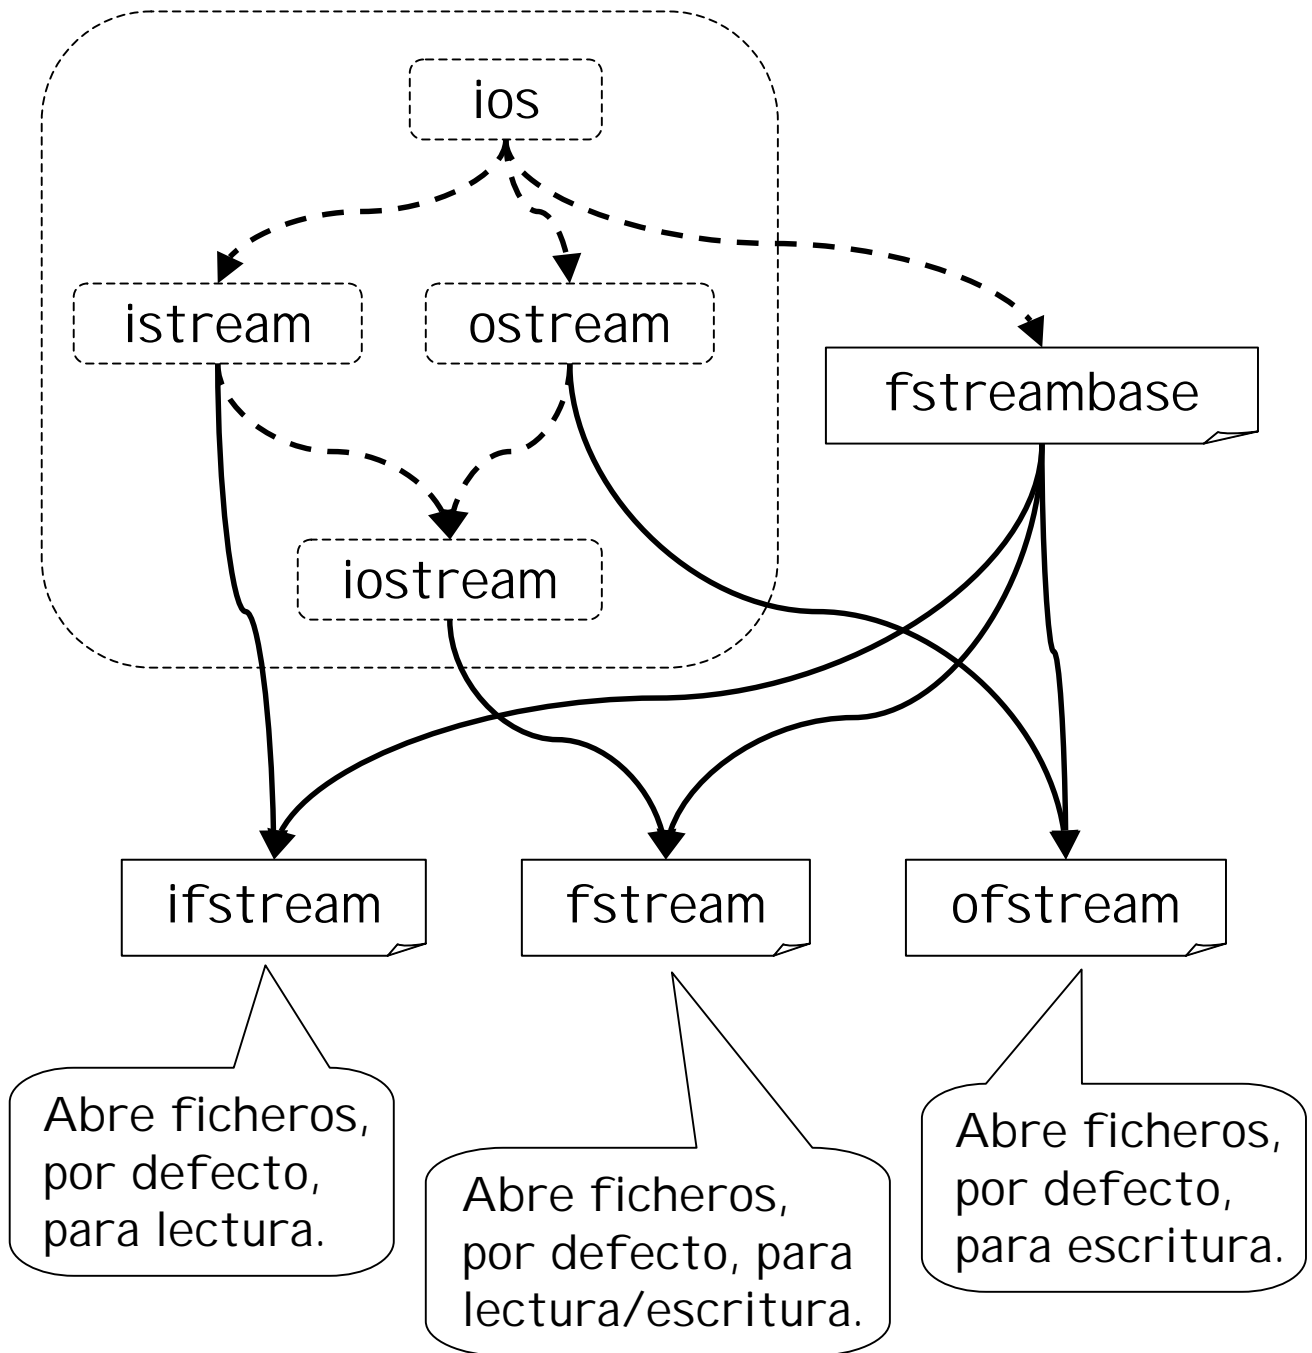 ios
istream
ostream
fstreambase
iostream
ifstream
fstream
ofstream
Abre ficheros,
por defecto,
para lectura.
Abre ficheros,
por defecto, para
lectura/escritura.
Abre ficheros,
por defecto,
para escritura.